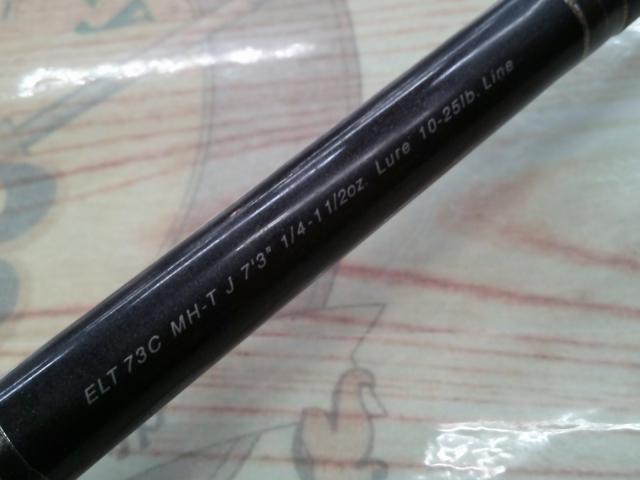 ELT 73C MH-T J 7'3" 1/4-1 1/2oz. Lure 10-25lb. Line